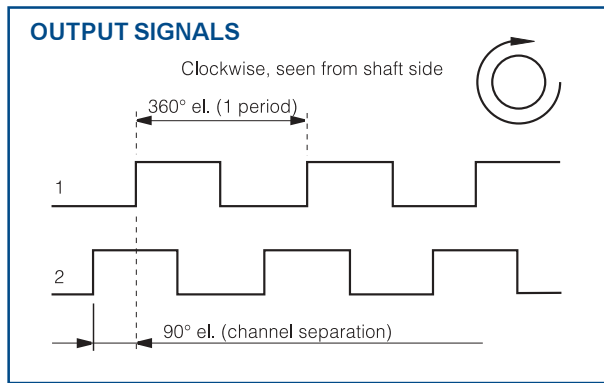 OUTPUT SIGNALS
Clockwise, seen from shaft side
360° el. (1 period)
1
2
90° el. (channel separation)